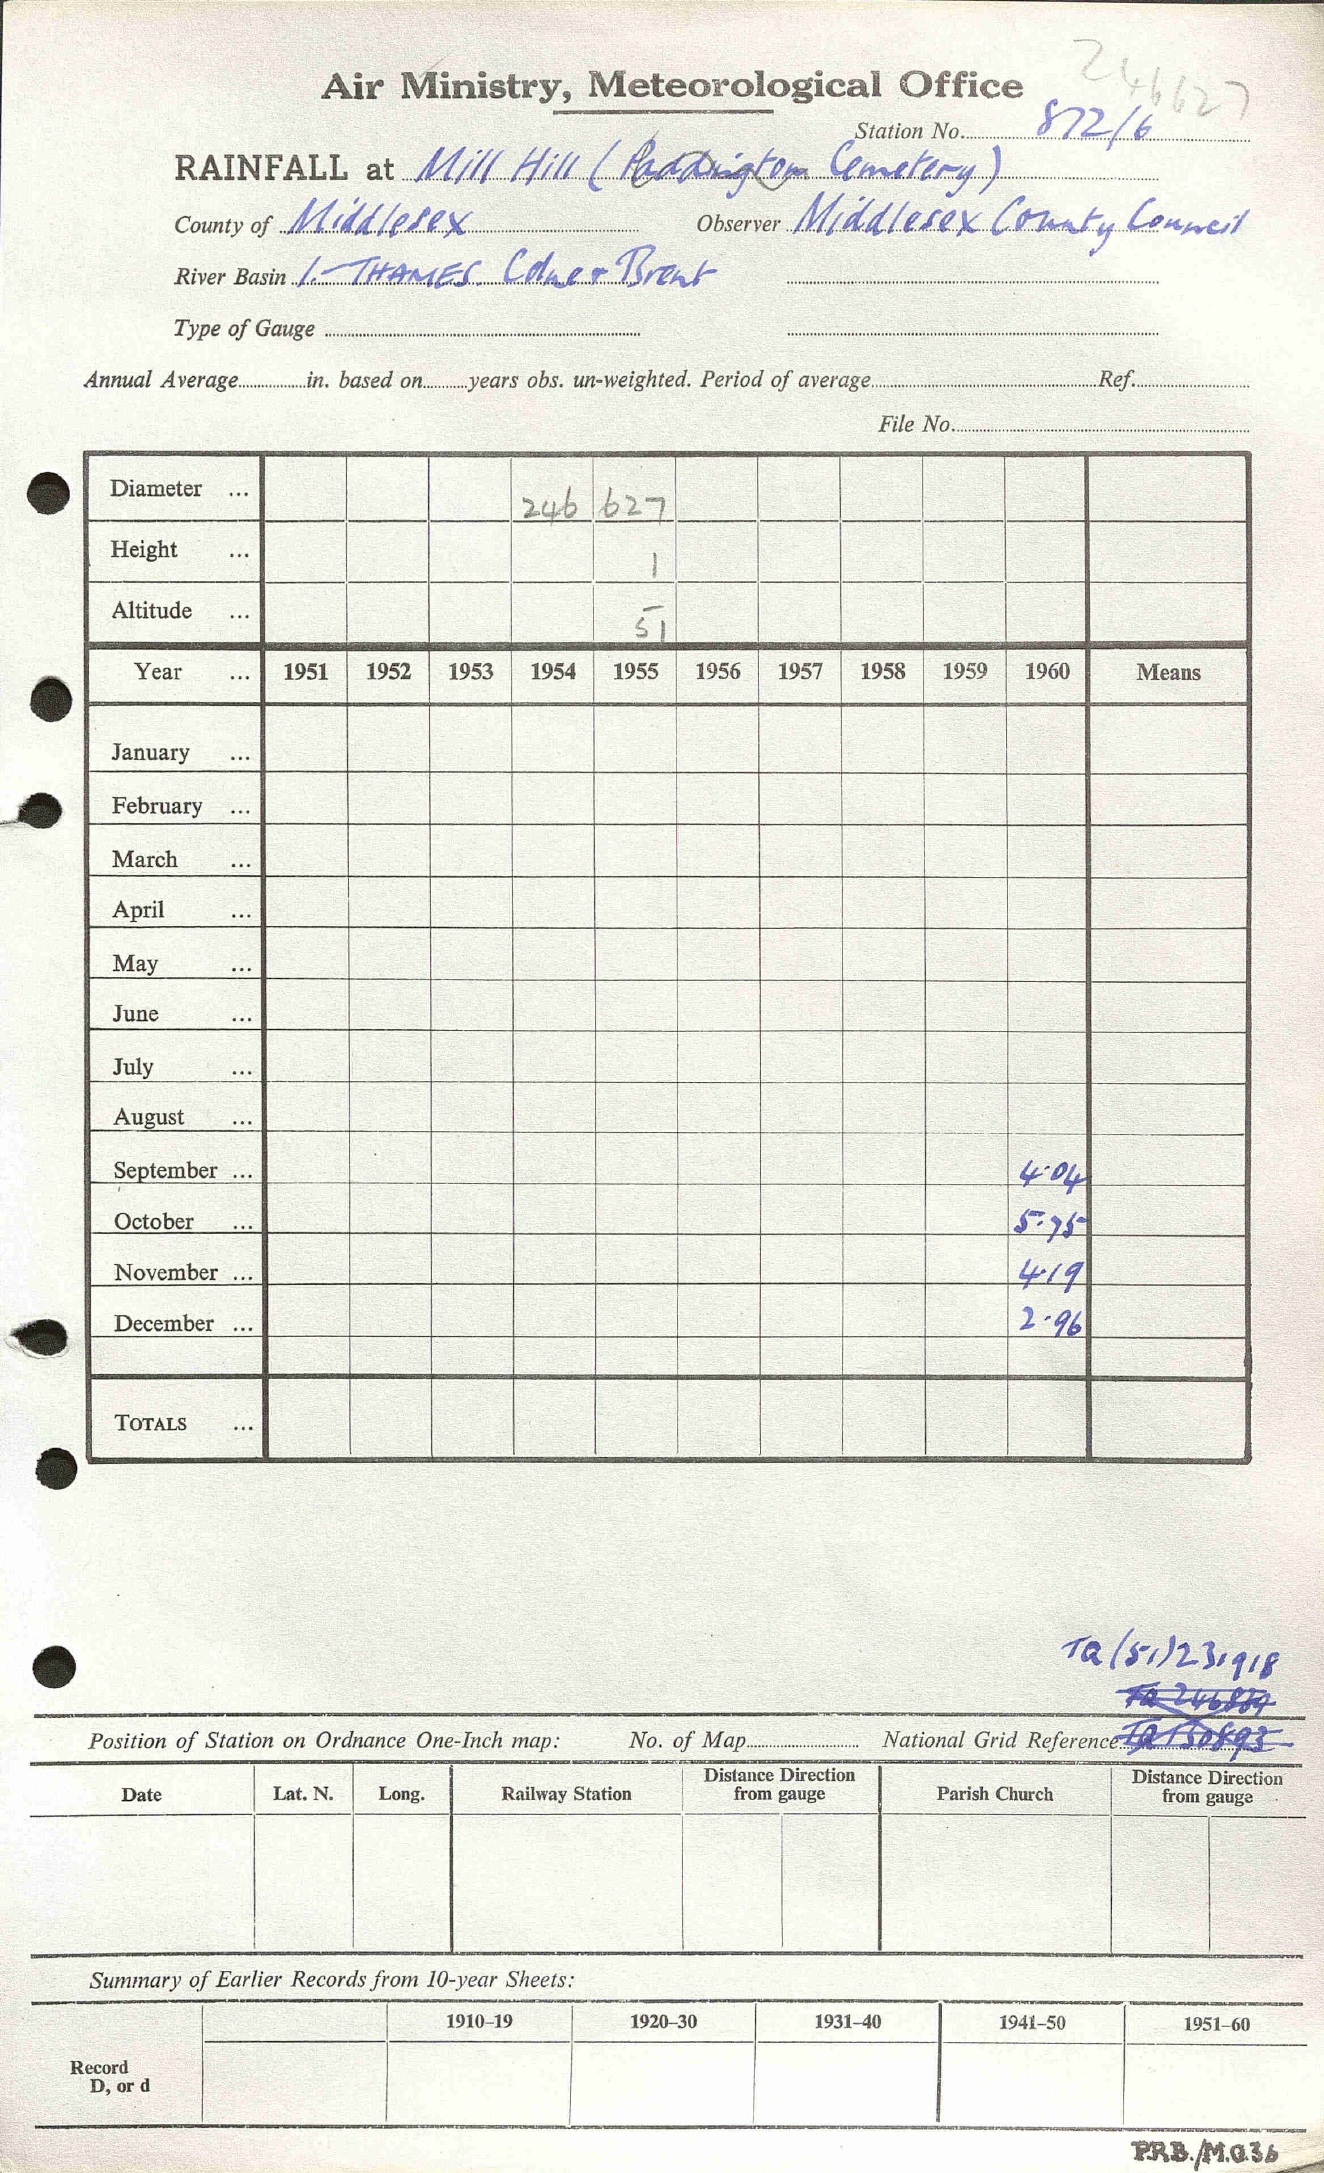 246627
Air Ministry, Meteorological Office
Station No. 872/6
RAINFALL at Mill Hill (Paddington Cemetery)
County of Middlesex Observer Middlesex County Council
River Basin 1. THAMES. Colne + Brent
Type of Gauge
Annual Average in. based on years obs. un-weighted. Period of average Ref.
File No.
Diameter ... 246 627
Height ... 1
Altitude ... 51
Year ... 1951 1952 1953 1954 1955 1956 1957 1958 1959 1960 Means
January ...
February ...
March ...
April ...
May ...
June ...
July ...
August ...
September ... 4.04
October ... 5.75
November ... 4.19
December ... 2.96
TOTALS ...
TQ (51) 231918
Position of Station on Ordnance One-Inch map: No. of Map National Grid Reference TQ 150893
Date Lat. N. Long. Railway Station Distance Direction from gauge Parish Church Distance Direction from gauge
Summary of Earlier Records from 10-year Sheets:
1910–19 1920–30 1931–40 1941–50 1951–60
Record
D, or d
P.R.B./M.O.36